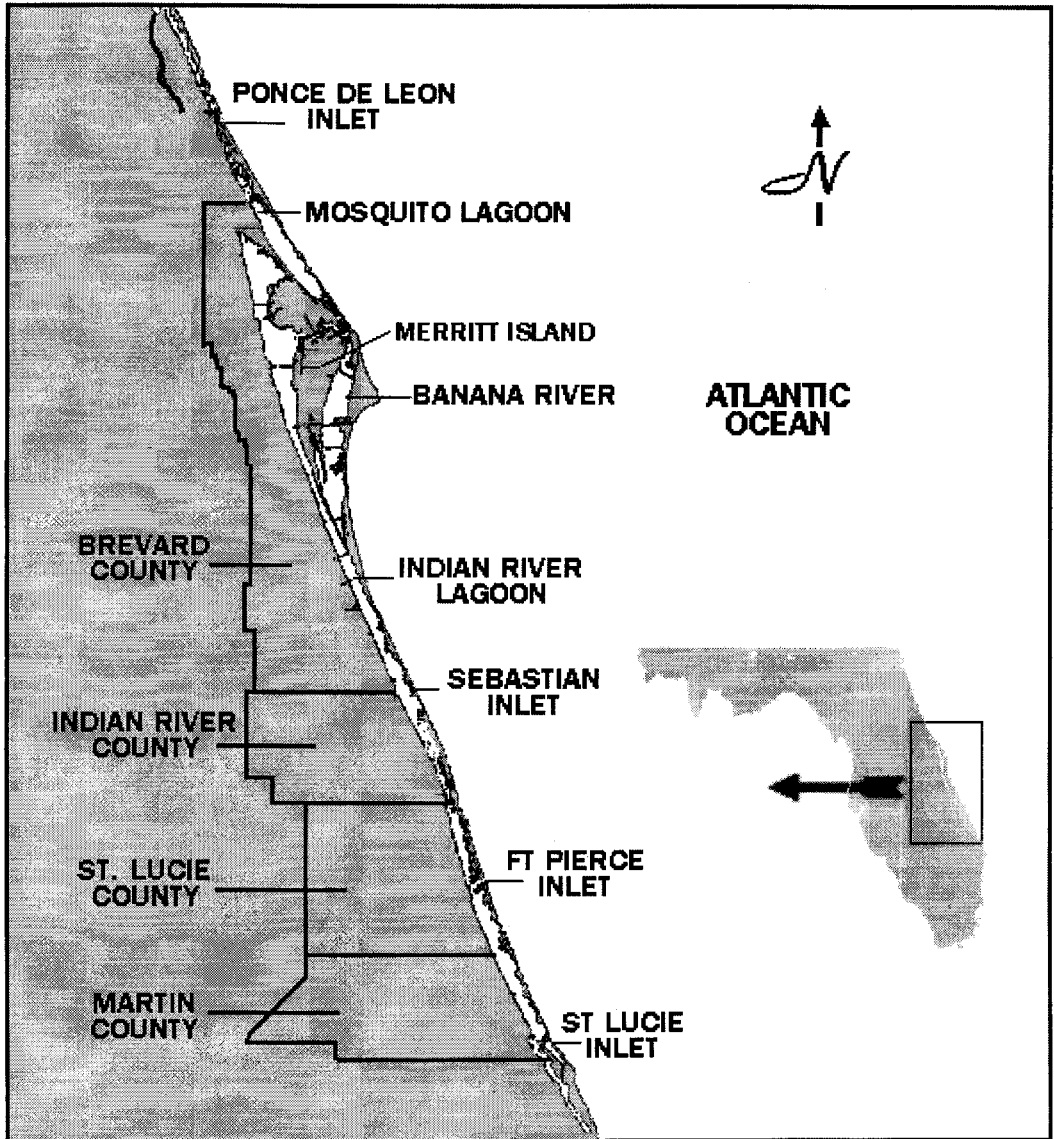 PONCE DE LEON
INLET
N
MOSQUITO LAGOON
MERRITT ISLAND
BANANA RIVER
ATLANTIC
OCEAN
BREVARD
COUNTY
INDIAN RIVER
LAGOON
SEBASTIAN
INLET
INDIAN RIVER
COUNTY
FT PIERCE
INLET
ST. LUCIE
COUNTY
MARTIN
COUNTY
ST LUCIE
INLET